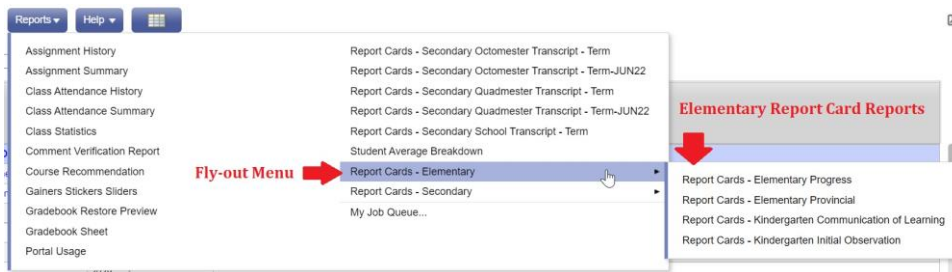 Reports
Help
Assignment History
Assignment Summary
Class Attendance History
Class Attendance Summary
Class Statistics
Comment Verification Report
Course Recommendation
Gainers Stickers Sliders
Gradebook Restore Preview
Gradebook Sheet
Portal Usage
Fly-out Menu
Report Cards - Secondary Octomester Transcript - Term
Report Cards - Secondary Octomester Transcript - Term-JUN22
Report Cards - Secondary Quadmester Transcript - Term
Report Cards - Secondary Quadmester Transcript - Term-JUN22
Report Cards - Secondary School Transcript - Term
Student Average Breakdown
Report Cards - Elementary
Report Cards - Secondary
My Job Queue...
Elementary Report Card Reports
Report Cards - Elementary Progress
Report Cards - Elementary Provincial
Report Cards - Kindergarten Communication of Learning
Report Cards - Kindergarten Initial Observation